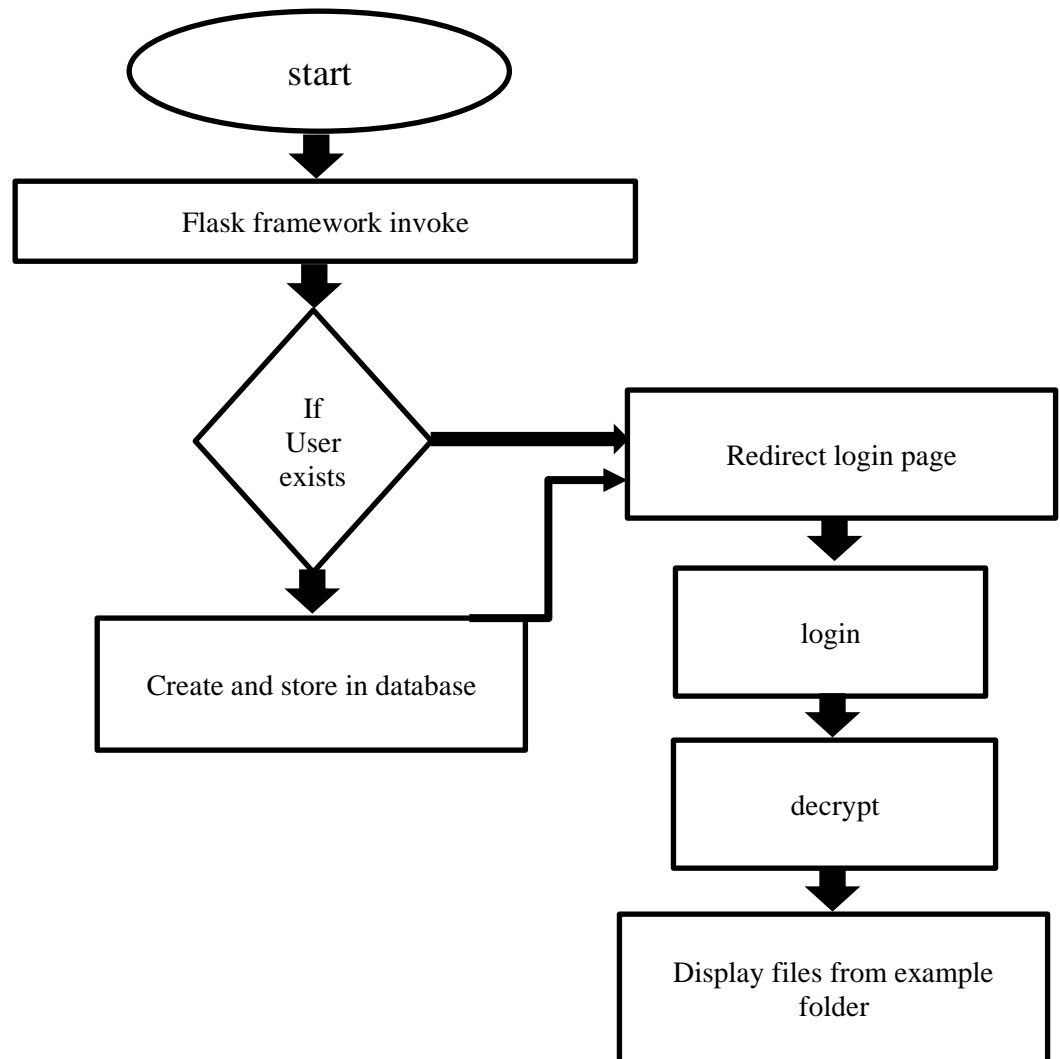 start
Flask framework invoke
If
User
exists
Redirect login page
Create and store in database
login
decrypt
Display files from example
folder